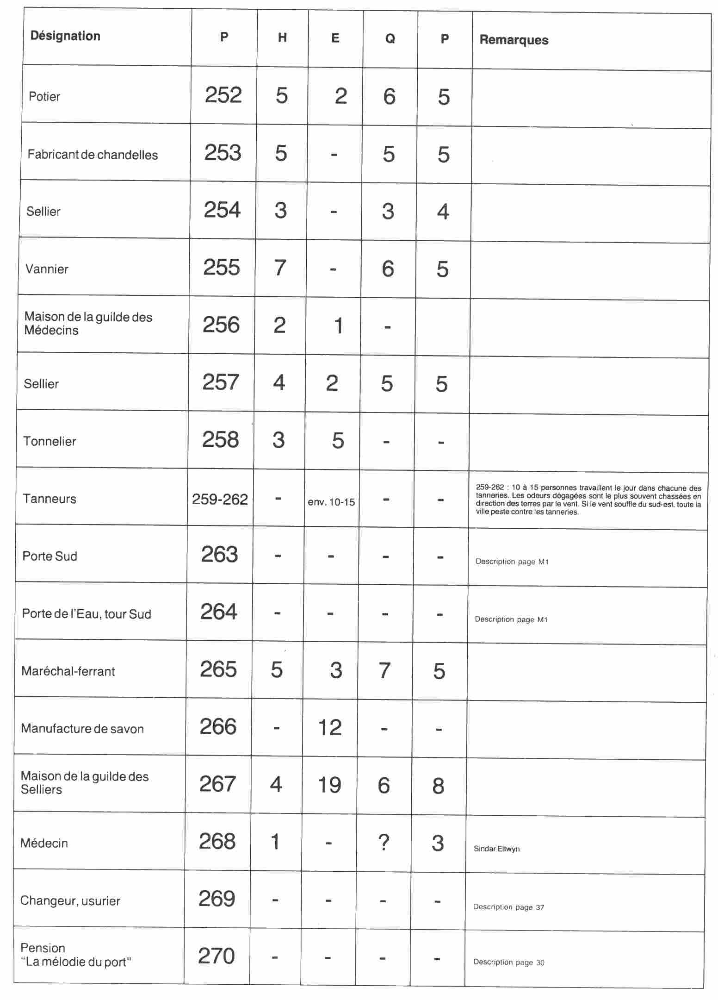 Désignation P H E Q P Remarques
Potier 252 5 2 6 5
Fabricant de chandelles 253 5 - 5 5
Sellier 254 3 - 3 4
Vannier 255 7 - 6 5
Maison de la guilde des
Médecins 256 2 1 -
Sellier 257 4 2 5 5
Tonnelier 258 3 5 - -
Tanneurs 259-262 - env. 10-15 - -
259-262 : 10 à 15 personnes travaillent le jour dans chacune des
tanneries. Les odeurs dégagées sont le plus souvent chassées en
direction des terres par le vent. Si le vent souffle du sud-est, toute la
ville peste contre les tanneries.
Porte Sud 263 - - - - Description page M1
Porte de l'Eau, tour Sud 264 - - - - Description page M1
Maréchal-ferrant 265 5 3 7 5
Manufacture de savon 266 - 12 - -
Maison de la guilde des
Selliers 267 4 19 6 8
Médecin 268 1 - ? 3 Sindar Eltwyn
Changeur, usurier 269 - - - - Description page 37
Pension
"La mélodie du port" 270 - - - - Description page 30